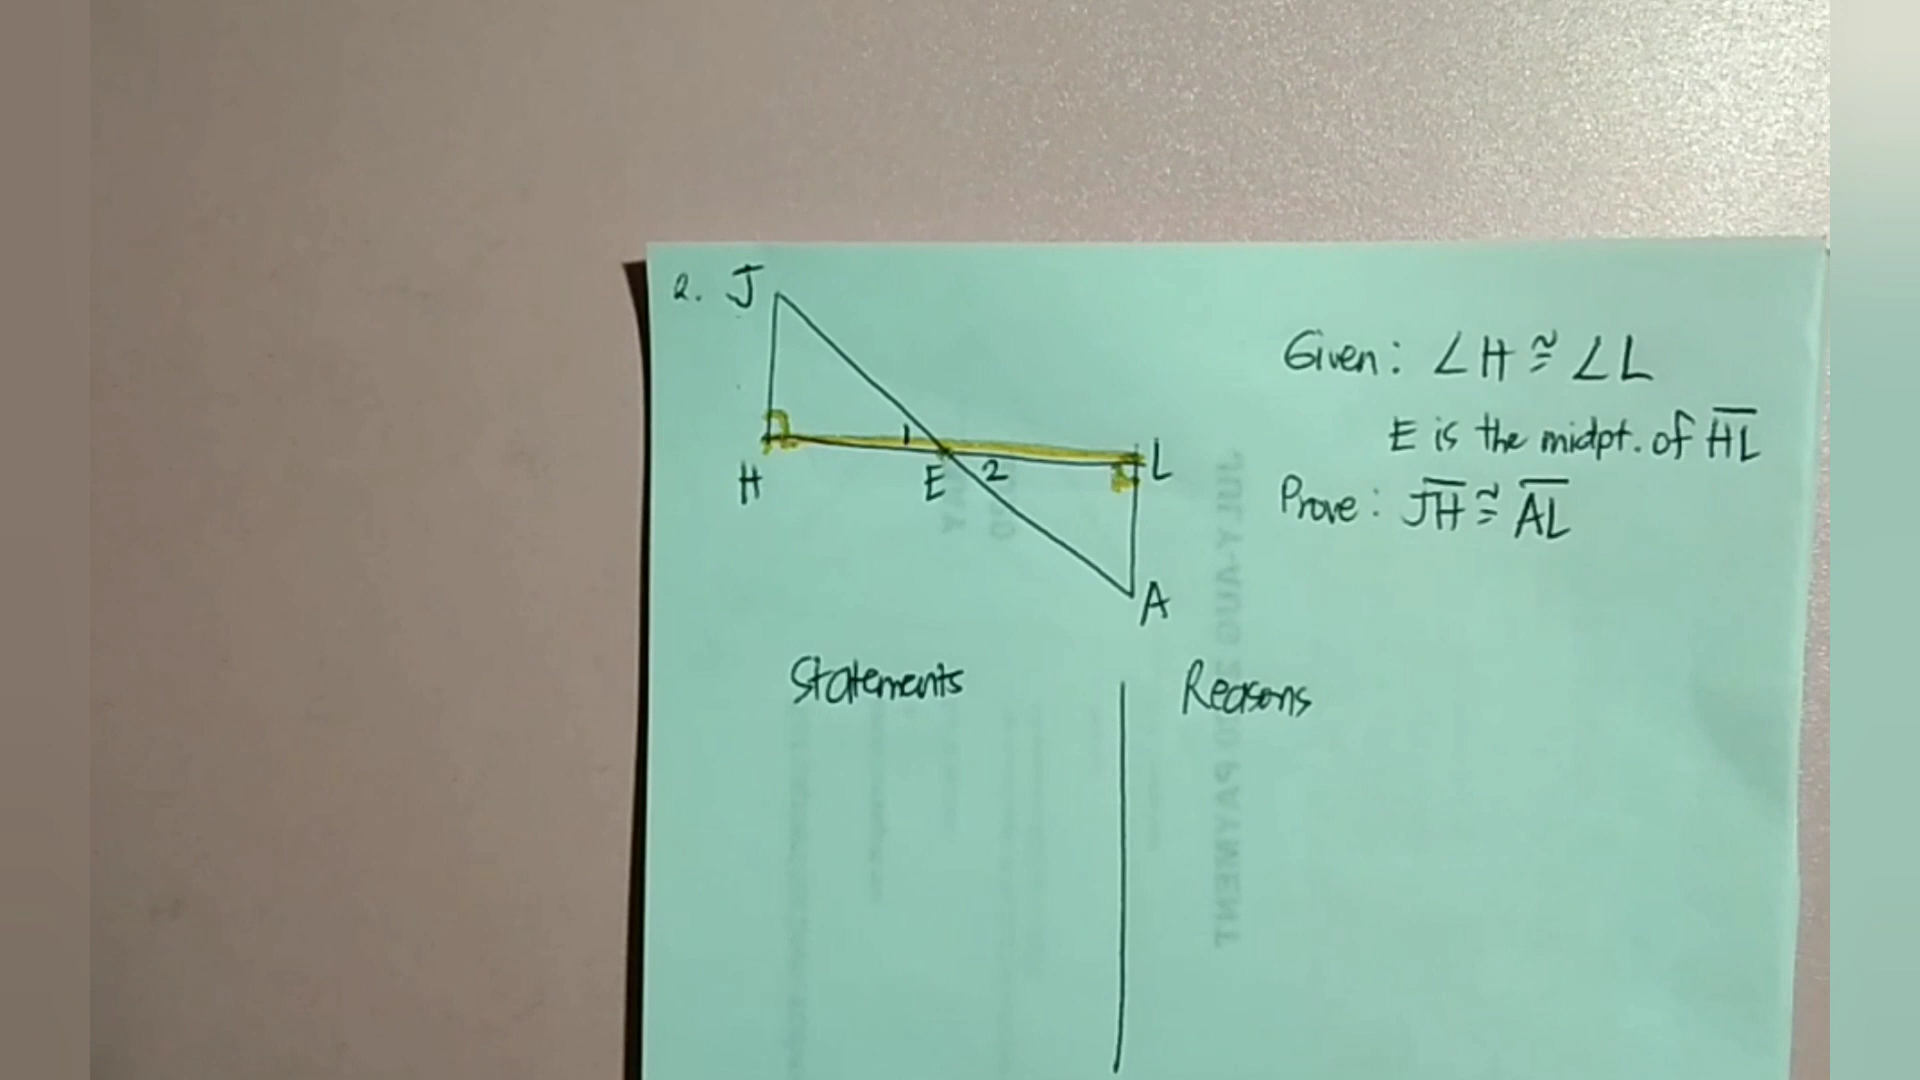 2. J
H
1
E
2
L
A
Given: ∠H ≅ ∠L
E is the midpt. of HL
Prove: JH ≅ AL
Statements
Reasons